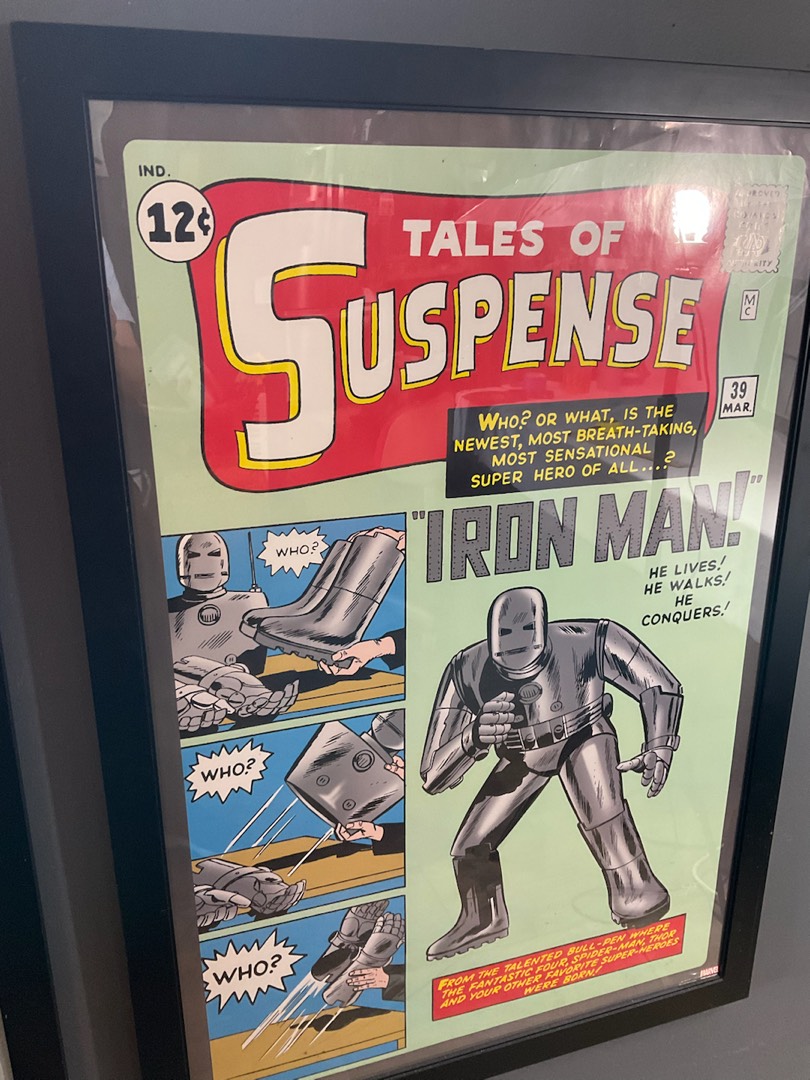 IND.
12¢
TALES OF
SUSPENSE
M
C
39
MAR.
WHO? OR WHAT, IS THE
NEWEST, MOST BREATH-TAKING,
MOST SENSATIONAL
SUPER HERO OF ALL....?
"IRON MAN!"
HE LIVES!
HE WALKS!
HE
CONQUERS!
WHO?
WHO?
WHO?
FROM THE TALENTED BULL-PEN WHERE
THE FANTASTIC FOUR, SPIDER-MAN, THOR
AND YOUR OTHER FAVORITE SUPER-HEROES
WERE BORN!
MARVEL